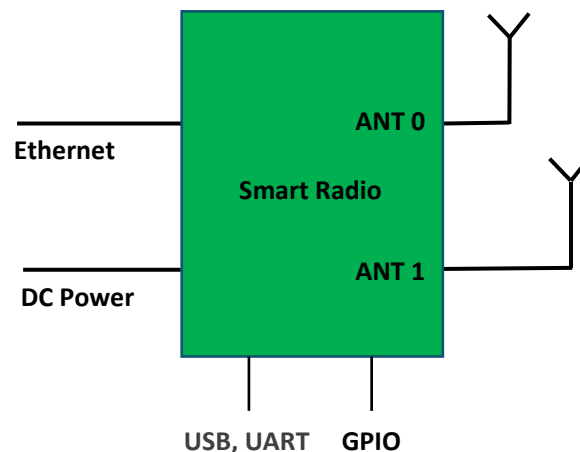 ANT 0
Ethernet
Smart Radio
ANT 1
DC Power
USB, UART GPIO